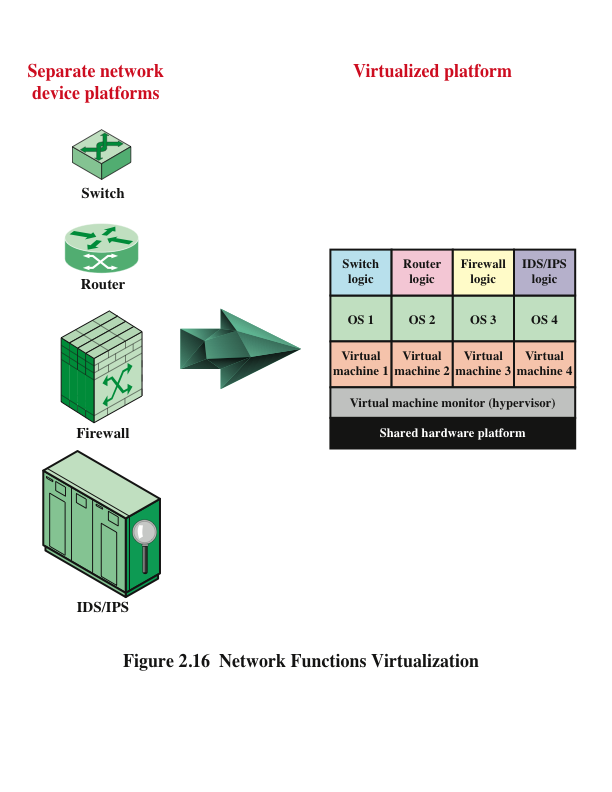 Separate network
device platforms
Virtualized platform
Switch
Router
Firewall
IDS/IPS
Switch
logic
Router
logic
Firewall
logic
IDS/IPS
logic
OS 1
OS 2
OS 3
OS 4
Virtual
machine 1
Virtual
machine 2
Virtual
machine 3
Virtual
machine 4
Virtual machine monitor (hypervisor)
Shared hardware platform
Figure 2.16 Network Functions Virtualization